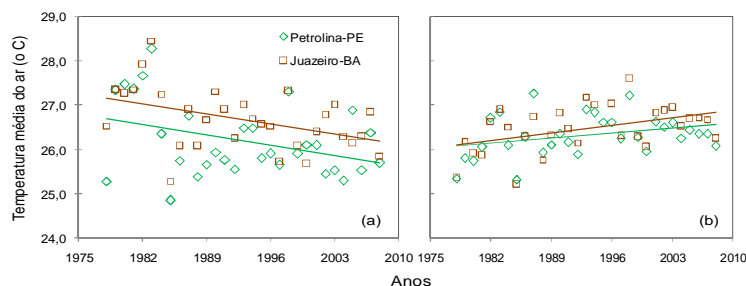 Temperatura média do ar (o C)
29,0
28,0
27,0
26,0
25,0
24,0
Petrolina-PE
Juazeiro-BA
(a)
(b)
1975 1982 1989 1996 2003 2010
1975 1982 1989 1996 2003 2010
Anos